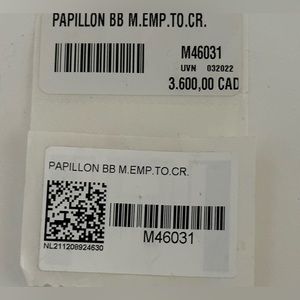 PAPILLON BB M.EMP.TO.CR.
M46031
UVN 032022
3.600,00 CAD
PAPILLON BB M.EMP.TO.CR.
NL211208924630
M46031